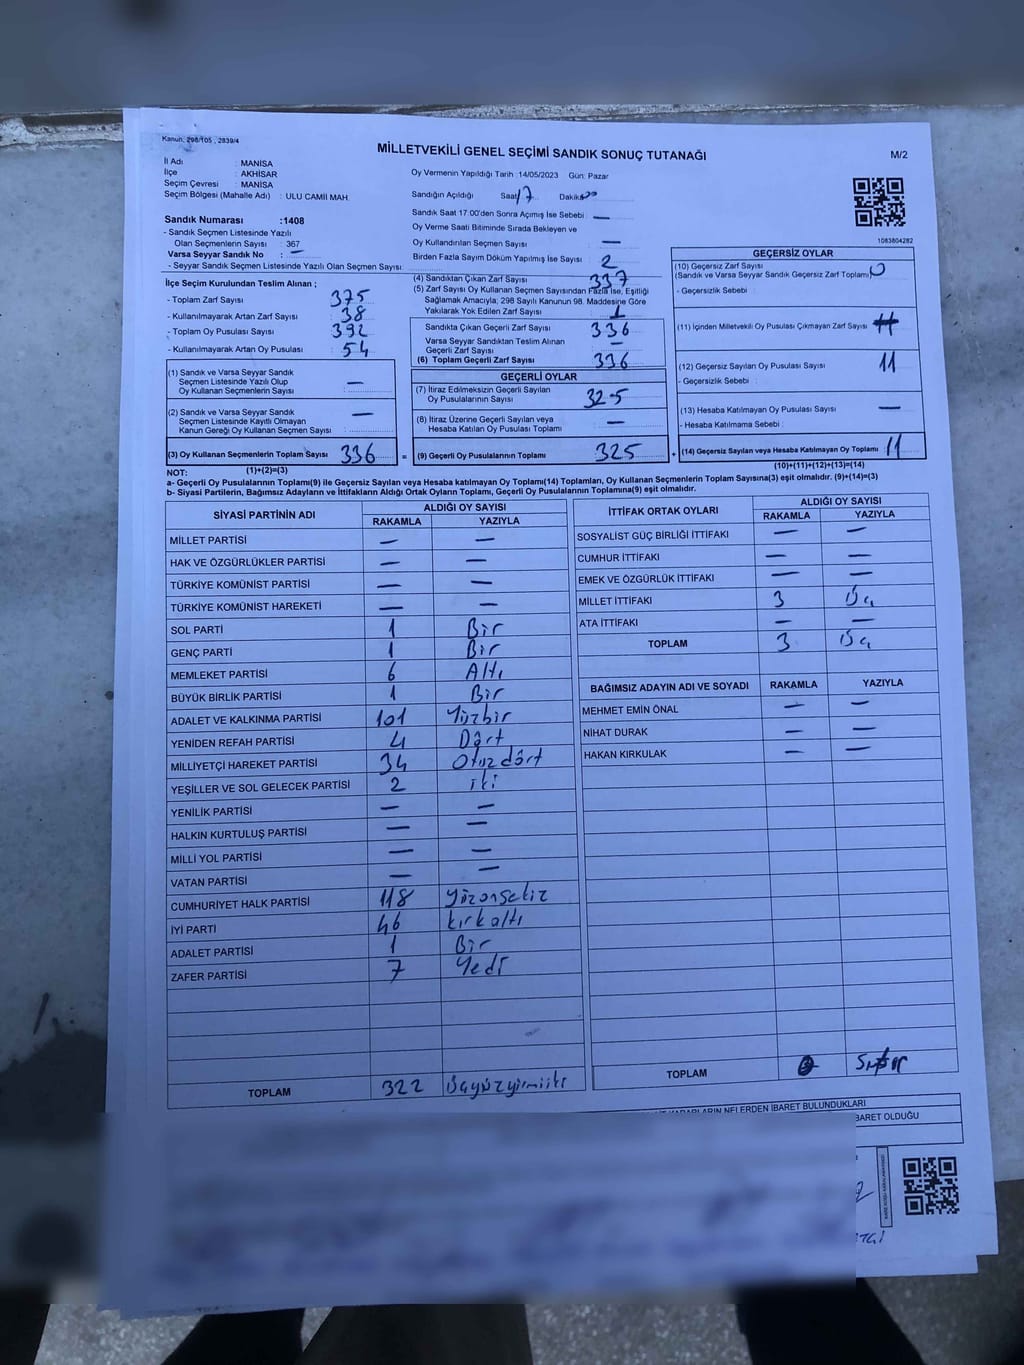 Kanun: 298/105 , 2839/4
MİLLETVEKİLİ GENEL SEÇİMİ SANDIK SONUÇ TUTANAĞI
M/2
İl Adı : MANİSA
İlçe : AKHİSAR
Seçim Çevresi : MANİSA
Seçim Bölgesi (Mahalle Adı) : ULU CAMİİ MAH.
Sandık Numarası :1408
- Sandık Seçmen Listesinde Yazılı
Olan Seçmenlerin Sayısı : 367
Varsa Seyyar Sandık No : —
- Seyyar Sandık Seçmen Listesinde Yazılı Olan Seçmen Sayısı:
Oy Vermenin Yapıldığı Tarih :14/05/2023 Gün: Pazar
Sandığın Açıldığı Saat 17 Dakika 00
Sandık Saat 17:00'den Sonra Açılmış İse Sebebi : —
Oy Verme Saati Bitiminde Sırada Bekleyen ve
Oy Kullandırılan Seçmen Sayısı —
Birden Fazla Sayım Döküm Yapılmış İse Sayısı : 2
1083804282
İlçe Seçim Kurulundan Teslim Alınan ;
- Toplam Zarf Sayısı 375
- Kullanılmayarak Artan Zarf Sayısı : 38
- Toplam Oy Pusulası Sayısı : 392
- Kullanılmayarak Artan Oy Pusulası : 54
(1) Sandık ve Varsa Seyyar Sandık
Seçmen Listesinde Yazılı Olup
Oy Kullanan Seçmenlerin Sayısı : —
(2) Sandık ve Varsa Seyyar Sandık
Seçmen Listesinde Kayıtlı Olmayan
Kanun Gereği Oy Kullanan Seçmen Sayısı : —
(3) Oy Kullanan Seçmenlerin Toplam Sayısı 336
(4) Sandıktan Çıkan Zarf Sayısı : 337
(5) Zarf Sayısı Oy Kullanan Seçmen Sayısından Fazla İse, Eşitliği
Sağlamak Amacıyla; 298 Sayılı Kanunun 98. Maddesine Göre
Yakılarak Yok Edilen Zarf Sayısı : 1
Sandıkta Çıkan Geçerli Zarf Sayısı : 336
Varsa Seyyar Sandıktan Teslim Alınan
Geçerli Zarf Sayısı : —
(6) Toplam Geçerli Zarf Sayısı : 336
GEÇERLİ OYLAR
(7) İtiraz Edilmeksizin Geçerli Sayılan
Oy Pusulalarının Sayısı : 325
(8) İtiraz Üzerine Geçerli Sayılan veya
Hesaba Katılan Oy Pusulası Toplamı : —
= (9) Geçerli Oy Pusulalarının Toplamı : 325
GEÇERSİZ OYLAR
(10) Geçersiz Zarf Sayısı
(Sandık ve Varsa Seyyar Sandık Geçersiz Zarf Toplamı) 0
- Geçersizlik Sebebi :
(11) İçinden Milletvekili Oy Pusulası Çıkmayan Zarf Sayısı :
(12) Geçersiz Sayılan Oy Pusulası Sayısı : 11
- Geçersizlik Sebebi :
(13) Hesaba Katılmayan Oy Pusulası Sayısı : —
- Hesaba Katılmama Sebebi :
+ (14) Geçersiz Sayılan veya Hesaba Katılmayan Oy Toplamı : 11
NOT: (1)+(2)=(3) (10)+(11)+(12)+(13)=(14)
a- Geçerli Oy Pusulalarının Toplamı(9) ile Geçersiz Sayılan veya Hesaba katılmayan Oy Toplamı(14) Toplamları, Oy Kullanan Seçmenlerin Toplam Sayısına(3) eşit olmalıdır. (9)+(14)=(3)
b- Siyasi Partilerin, Bağımsız Adayların ve İttifakların Aldığı Ortak Oyların Toplamı, Geçerli Oy Pusulalarının Toplamına(9) eşit olmalıdır.
SİYASİ PARTİNİN ADI ALDIĞI OY SAYISI
RAKAMLA YAZIYLA
MİLLET PARTİSİ — —
HAK VE ÖZGÜRLÜKLER PARTİSİ — —
TÜRKİYE KOMÜNİST PARTİSİ — —
TÜRKİYE KOMÜNİST HAREKETİ — —
SOL PARTİ 1 Bir
GENÇ PARTİ 1 Bir
MEMLEKET PARTİSİ 6 Altı
BÜYÜK BİRLİK PARTİSİ 1 Bir
ADALET VE KALKINMA PARTİSİ 101 Yüzbir
YENİDEN REFAH PARTİSİ 4 Dört
MİLLİYETÇİ HAREKET PARTİSİ 34 Otuzdört
YEŞİLLER VE SOL GELECEK PARTİSİ 2 iki
YENİLİK PARTİSİ — —
HALKIN KURTULUŞ PARTİSİ — —
MİLLİ YOL PARTİSİ — —
VATAN PARTİSİ — —
CUMHURİYET HALK PARTİSİ 118 yüzonsekiz
İYİ PARTİ 46 kırkaltı
ADALET PARTİSİ 1 Bir
ZAFER PARTİSİ 7 Yedi
TOPLAM 322 üçyüzyirmiiki
İTTİFAK ORTAK OYLARI ALDIĞI OY SAYISI
RAKAMLA YAZIYLA
SOSYALİST GÜÇ BİRLİĞİ İTTİFAKI — —
CUMHUR İTTİFAKI — —
EMEK VE ÖZGÜRLÜK İTTİFAKI — —
MİLLET İTTİFAKI 3 üç
ATA İTTİFAKI — —
TOPLAM 3 üç
BAĞIMSIZ ADAYIN ADI VE SOYADI RAKAMLA YAZIYLA
MEHMET EMİN ÖNAL — —
NİHAT DURAK — —
HAKAN KIRKULAK — —
TOPLAM 0 Sıfır
KARARLARIN NELERDEN İBARET BULUNDUKLARI
BARET OLDUĞU